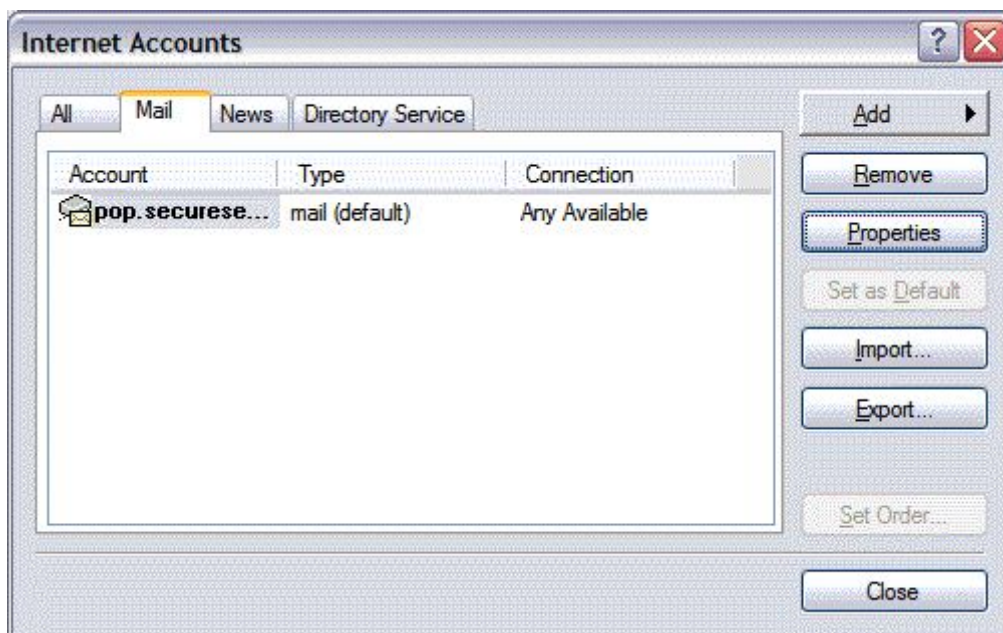 Internet Accounts
All Mail News Directory Service
Account Type Connection
pop.securese... mail (default) Any Available
Add
Remove
Properties
Set as Default
Import...
Export...
Set Order...
Close